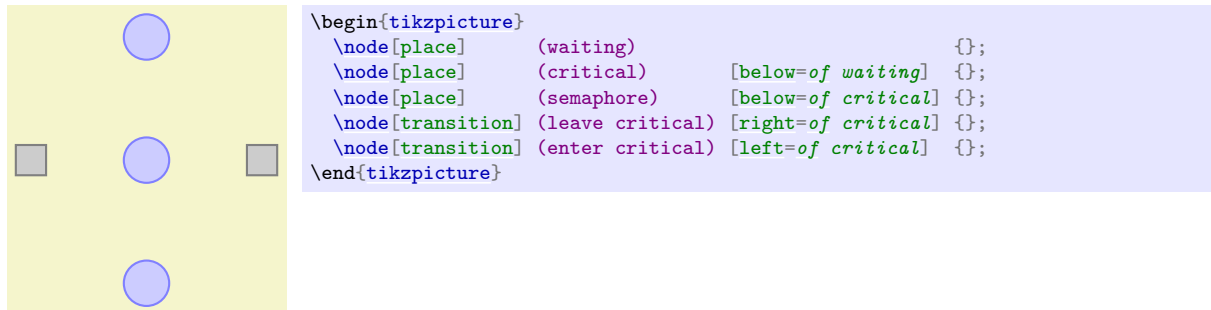 \begin{tikzpicture}
  \node[place]      (waiting)                            {};
  \node[place]      (critical)       [below=of waiting]  {};
  \node[place]      (semaphore)      [below=of critical] {};
  \node[transition] (leave critical) [right=of critical] {};
  \node[transition] (enter critical) [left=of critical]  {};
\end{tikzpicture}